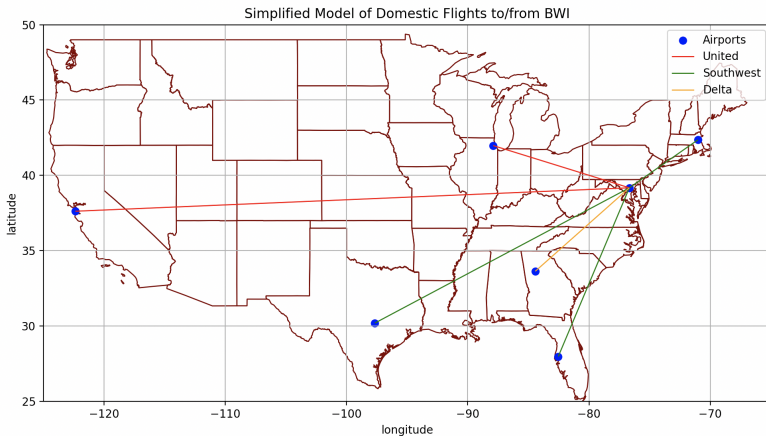 Simplified Model of Domestic Flights to/from BWI
Airports
United
Southwest
Delta
50
45
40
35
30
25
latitude
−120
−110
−100
−90
−80
−70
longitude